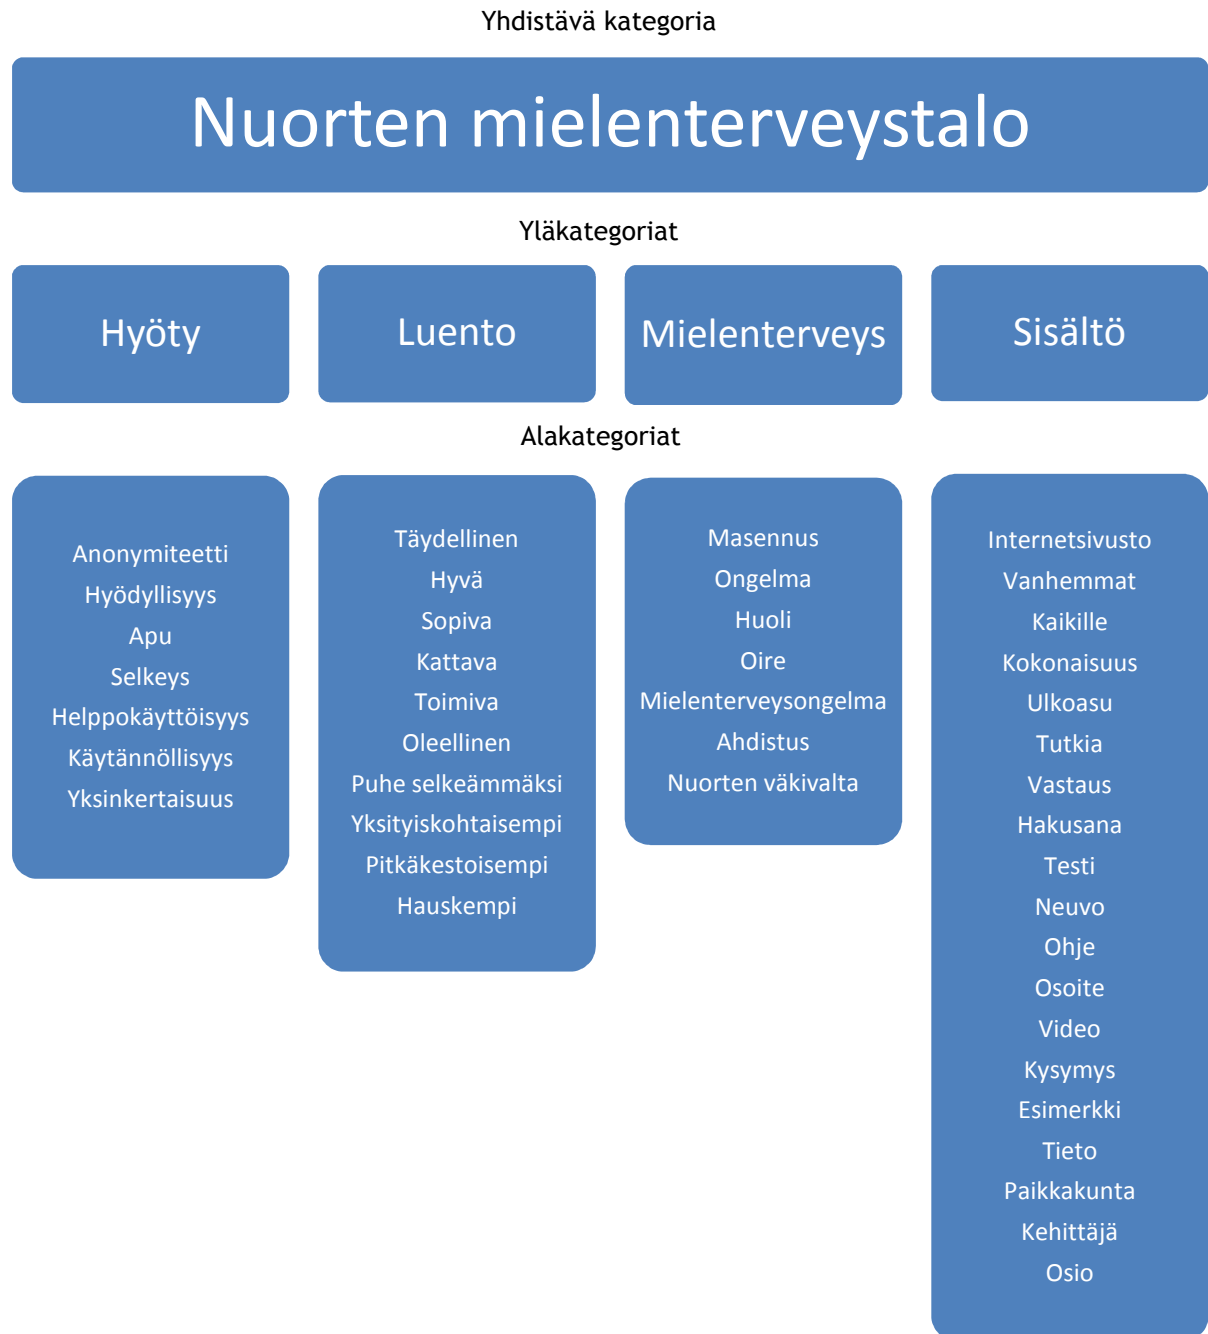 Yhdistävä kategoria
Nuorten mielenterveystalo
Yläkategoriat
Hyöty
Luento
Mielenterveys
Sisältö
Alakategoriat
Anonymiteetti
Hyödyllisyys
Apu
Selkeys
Helppokäyttöisyys
Käytännöllisyys
Yksinkertaisuus
Täydellinen
Hyvä
Sopiva
Kattava
Toimiva
Oleellinen
Puhe selkeämmäksi
Yksityiskohtaisempi
Pitkäkestoisempi
Hauskempi
Masennus
Ongelma
Huoli
Oire
Mielenterveysongelma
Ahdistus
Nuorten väkivalta
Internetsivusto
Vanhemmat
Kaikille
Kokonaisuus
Ulkoasu
Tutkia
Vastaus
Hakusana
Testi
Neuvo
Ohje
Osoite
Video
Kysymys
Esimerkki
Tieto
Paikkakunta
Kehittäjä
Osio